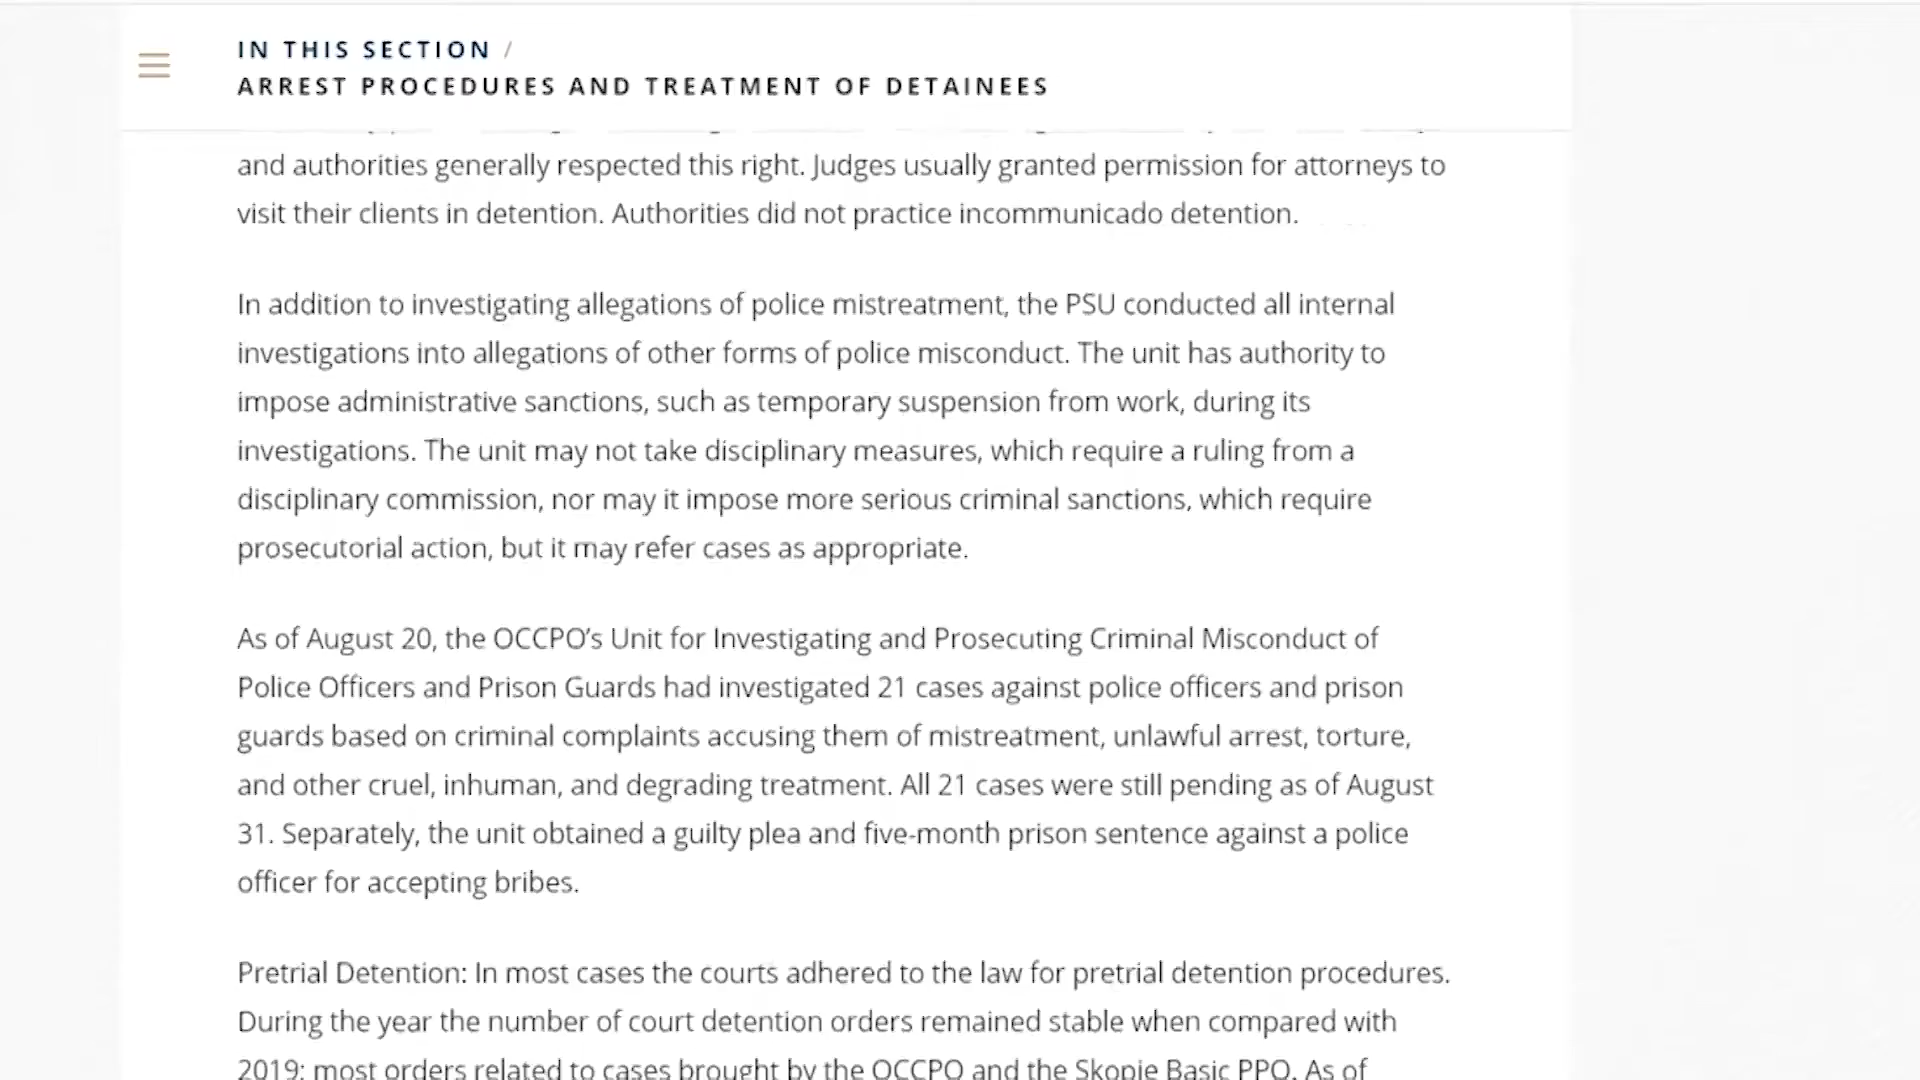 IN THIS SECTION /
ARREST PROCEDURES AND TREATMENT OF DETAINEES
and authorities generally respected this right. Judges usually granted permission for attorneys to
visit their clients in detention. Authorities did not practice incommunicado detention.
In addition to investigating allegations of police mistreatment, the PSU conducted all internal
investigations into allegations of other forms of police misconduct. The unit has authority to
impose administrative sanctions, such as temporary suspension from work, during its
investigations. The unit may not take disciplinary measures, which require a ruling from a
disciplinary commission, nor may it impose more serious criminal sanctions, which require
prosecutorial action, but it may refer cases as appropriate.
As of August 20, the OCCPO’s Unit for Investigating and Prosecuting Criminal Misconduct of
Police Officers and Prison Guards had investigated 21 cases against police officers and prison
guards based on criminal complaints accusing them of mistreatment, unlawful arrest, torture,
and other cruel, inhuman, and degrading treatment. All 21 cases were still pending as of August
31. Separately, the unit obtained a guilty plea and five-month prison sentence against a police
officer for accepting bribes.
Pretrial Detention: In most cases the courts adhered to the law for pretrial detention procedures.
During the year the number of court detention orders remained stable when compared with
2019; most orders related to cases brought by the OCCPO and the Skopje Basic PPO. As of